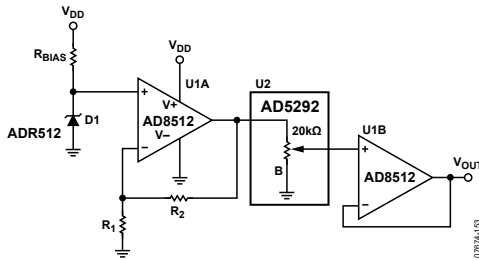 VDD
RBIAS
VDD
U1A
U2
+
V+
AD8512
V−
−
ADR512
D1
AD5292
20kΩ
B
U1B
+
AD8512
−
VOUT
R2
R1
07674-153